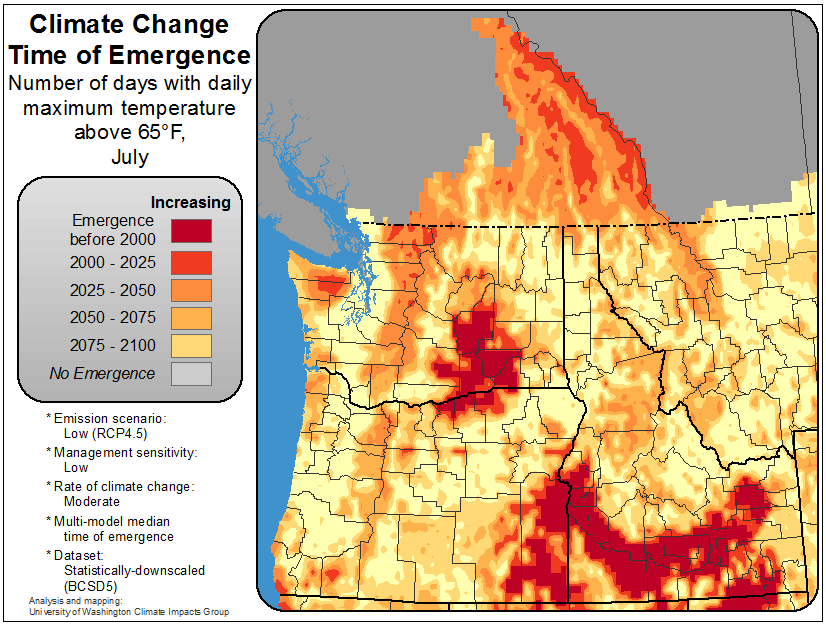 Climate Change
Time of Emergence
Number of days with daily
maximum temperature
above 65°F,
July
Increasing
Emergence
before 2000
2000 - 2025
2025 - 2050
2050 - 2075
2075 - 2100
No Emergence
* Emission scenario:
Low (RCP4.5)
* Management sensitivity:
Low
* Rate of climate change:
Moderate
* Multi-model median
time of emergence
* Dataset:
Statistically-downscaled
(BCSD5)
Analysis and mapping:
University of Washington Climate Impacts Group